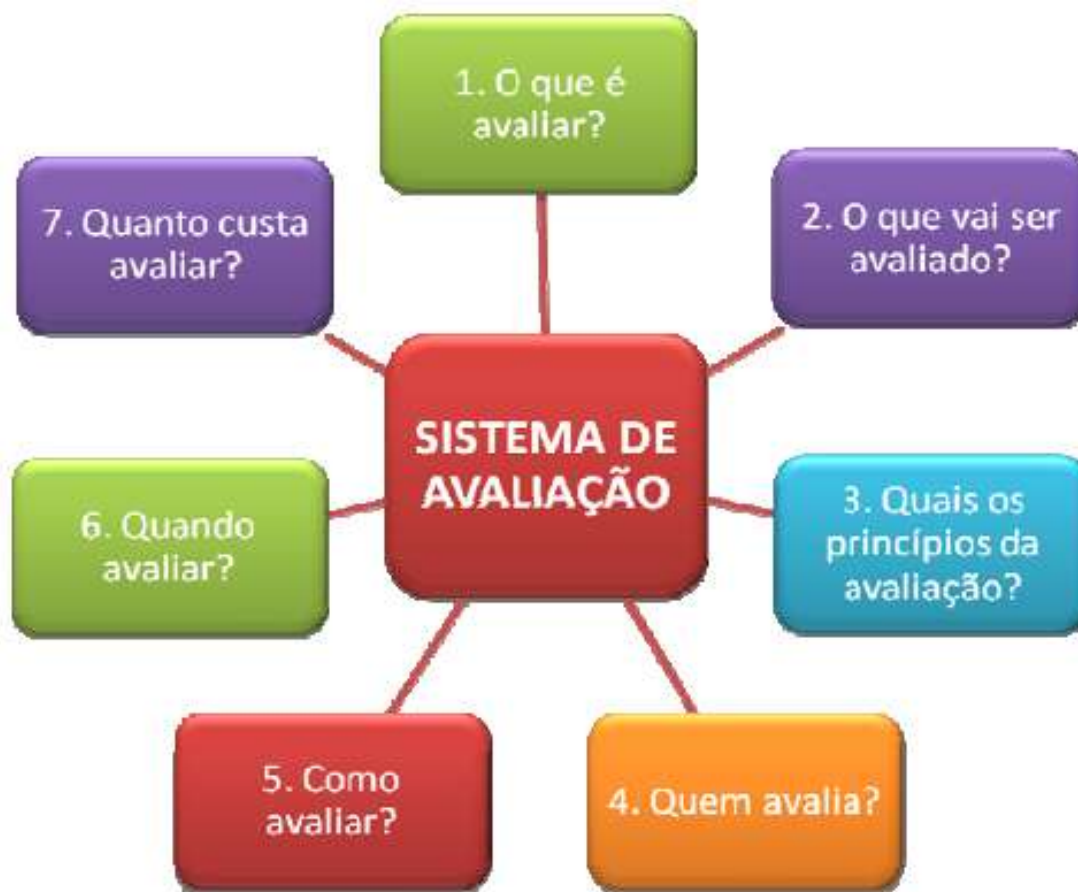 1. O que é
avaliar?
2. O que vai ser
avaliado?
3. Quais os
princípios da
avaliação?
4. Quem avalia?
5. Como
avaliar?
6. Quando
avaliar?
7. Quanto custa
avaliar?
SISTEMA DE
AVALIAÇÃO